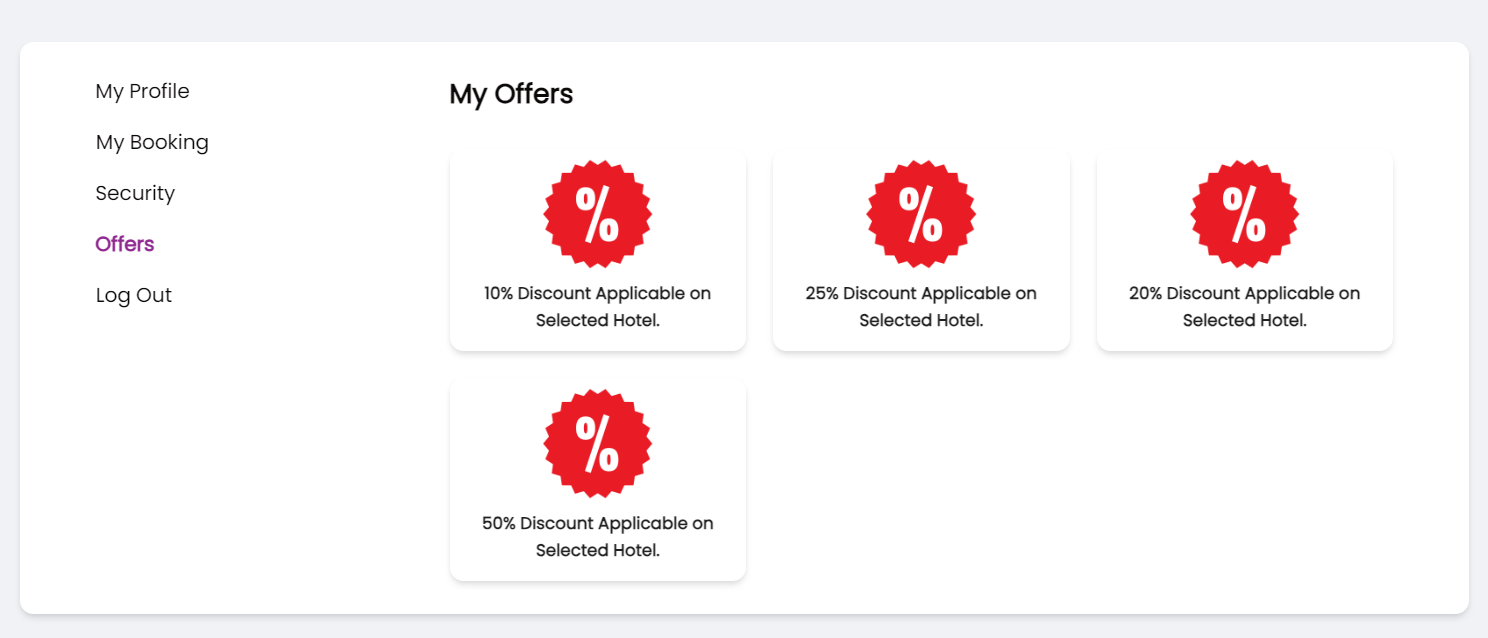 My Profile
My Booking
Security
Offers
Log Out
My Offers
%
10% Discount Applicable on
Selected Hotel.
%
25% Discount Applicable on
Selected Hotel.
%
20% Discount Applicable on
Selected Hotel.
%
50% Discount Applicable on
Selected Hotel.